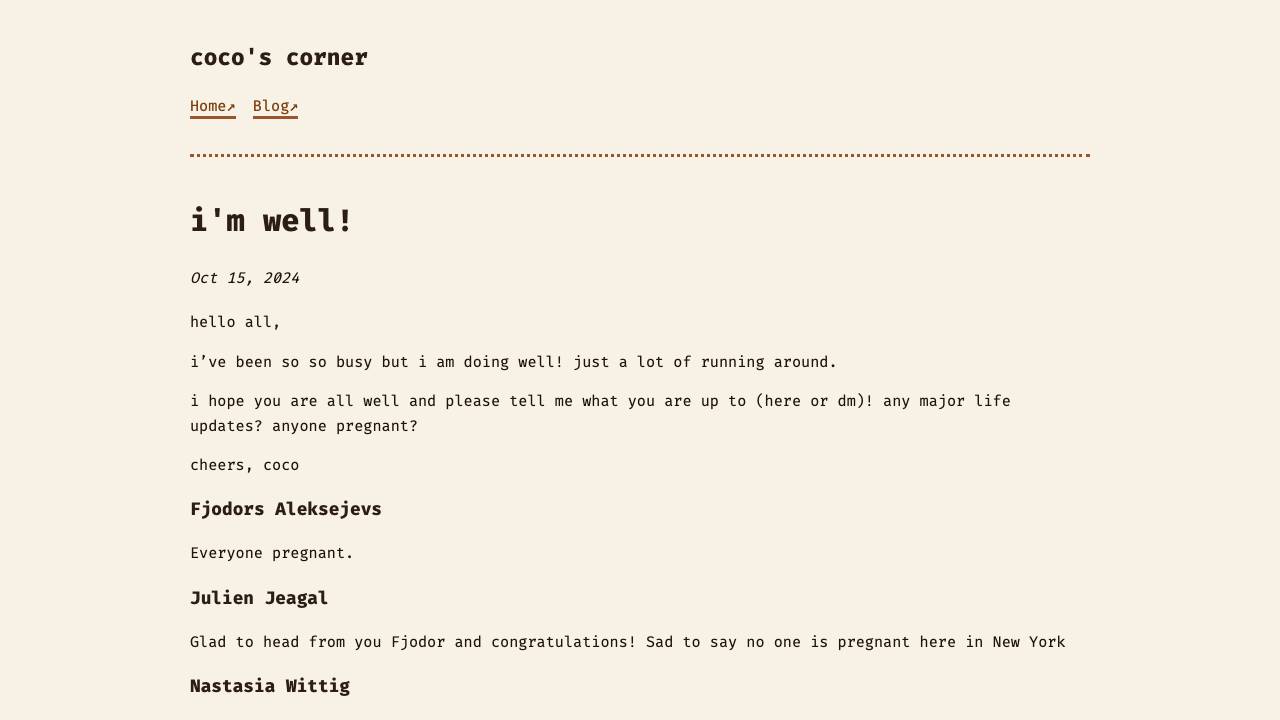 coco's corner
Home↗ Blog↗
i'm well!
Oct 15, 2024
hello all,
i’ve been so so busy but i am doing well! just a lot of running around.
i hope you are all well and please tell me what you are up to (here or dm)! any major life
updates? anyone pregnant?
cheers, coco
Fjodors Aleksejevs
Everyone pregnant.
Julien Jeagal
Glad to head from you Fjodor and congratulations! Sad to say no one is pregnant here in New York
Nastasia Wittig